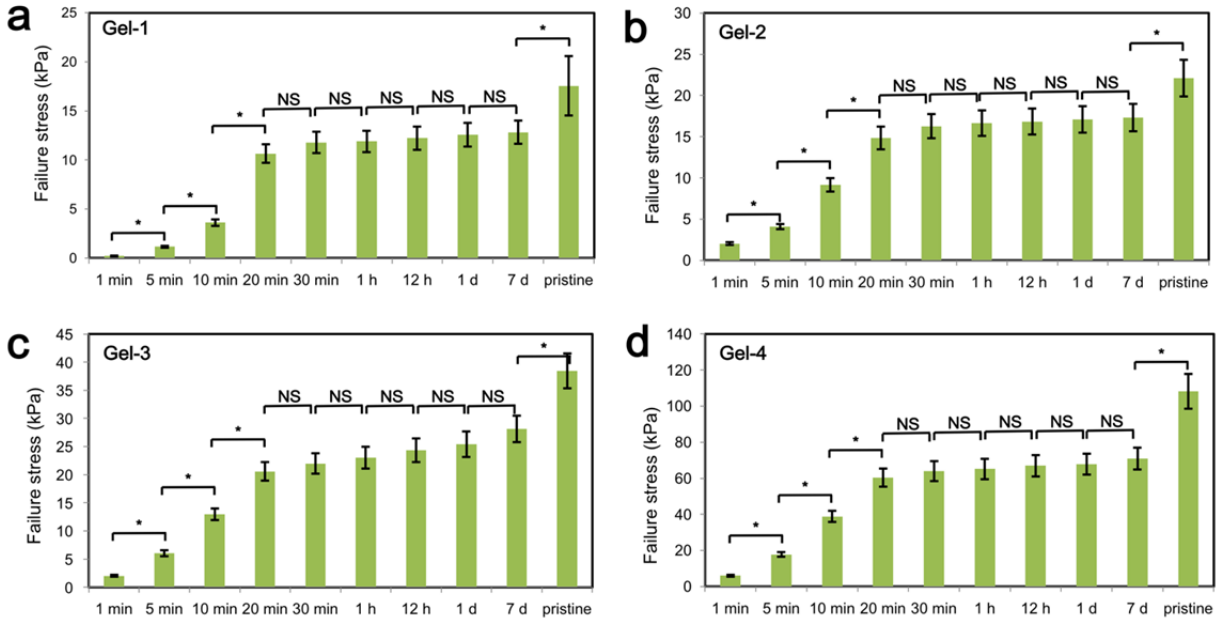 a
Gel-1
Failure stress (kPa)
25
20
15
10
5
0
* * * NS NS NS NS NS *
1 min 5 min 10 min 20 min 30 min 1 h 12 h 1 d 7 d pristine
b
Gel-2
Failure stress (kPa)
30
25
20
15
10
5
0
* * * NS NS NS NS NS *
1 min 5 min 10 min 20 min 30 min 1 h 12 h 1 d 7 d pristine
c
Gel-3
Failure stress (kPa)
45
40
35
30
25
20
15
10
5
0
* * * NS NS NS NS NS *
1 min 5 min 10 min 20 min 30 min 1 h 12 h 1 d 7 d pristine
d
Gel-4
Failure stress (kPa)
140
120
100
80
60
40
20
0
* * * NS NS NS NS NS *
1 min 5 min 10 min 20 min 30 min 1 h 12 h 1 d 7 d pristine